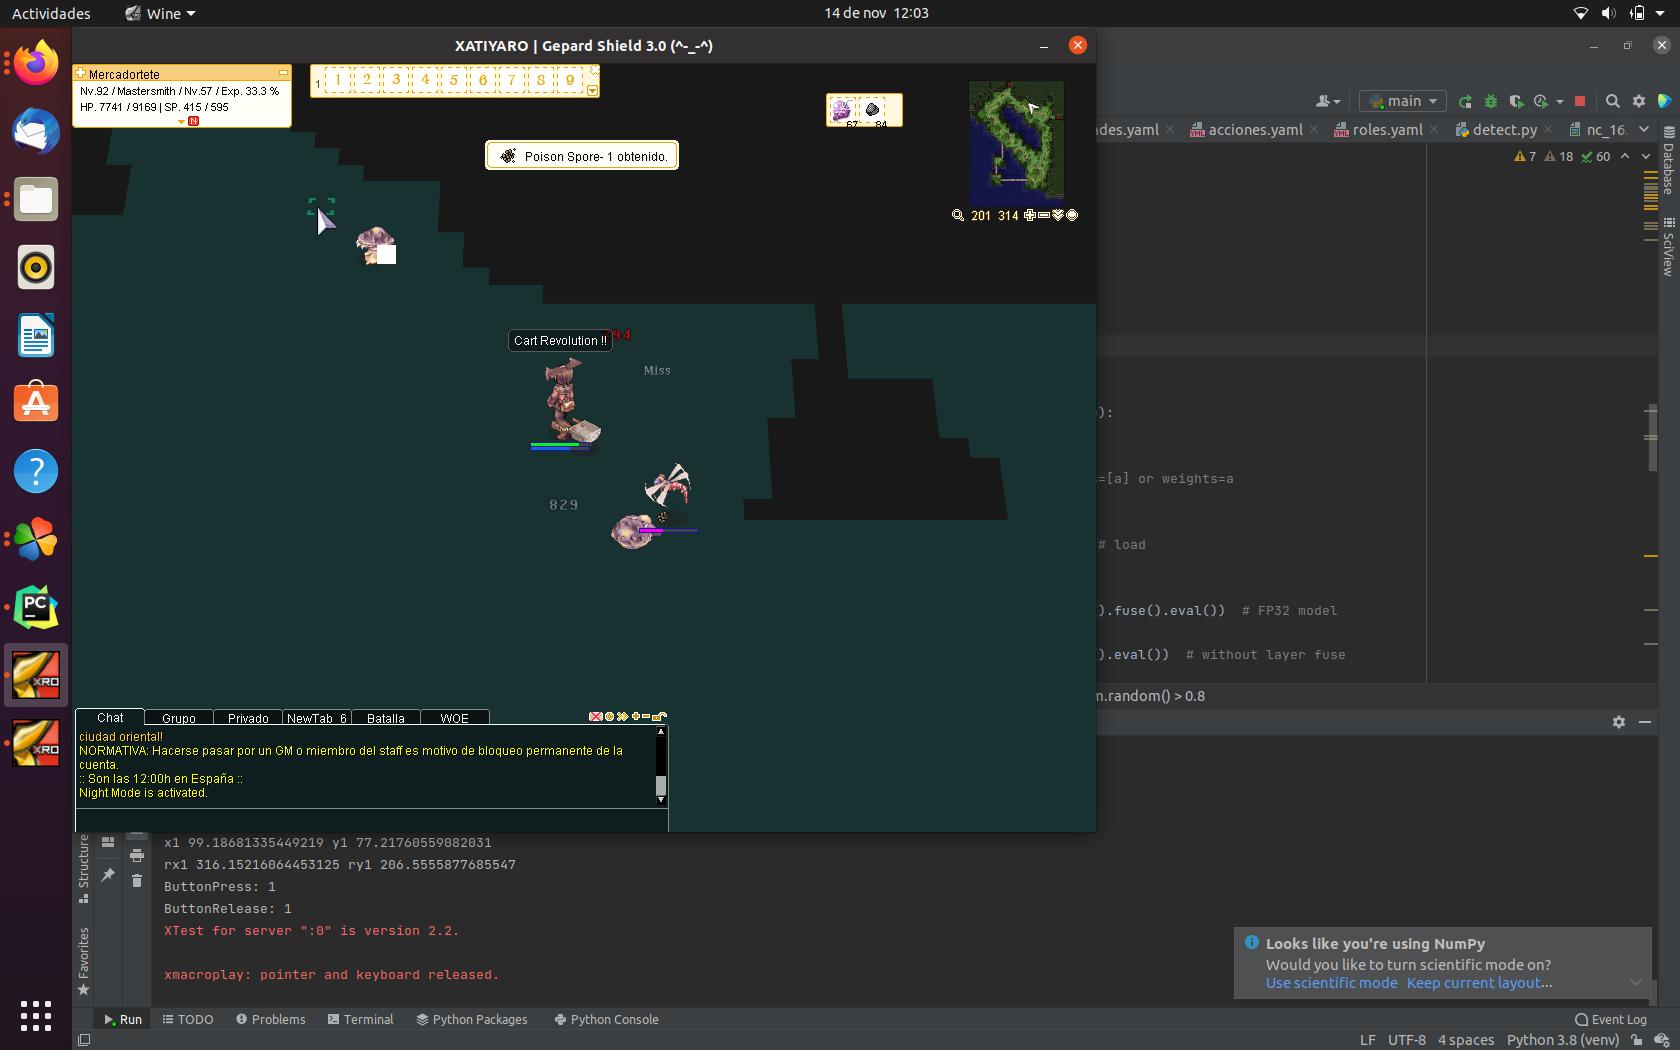 Actividades
Wine
14 de nov 12:03
XATIYARO | Gepard Shield 3.0 (^-_-^)
Mercadortete
Nv.92 / Mastersmith / Nv.57 / Exp. 33.3 %
HP. 7741 / 9169 | SP. 415 / 595
N
1
1 2 3 4 5 6 7 8 9
67 84
Poison Spore- 1 obtenido.
201 314
main
des.yaml
acciones.yaml
roles.yaml
detect.py
nc_16.
7 18 60
Database
SciView
Cart Revolution !!
94
Miss
829
):
=[a] or weights=a
# load
).fuse().eval()) # FP32 model
).eval()) # without layer fuse
m.random() > 0.8
PC
XRO
XRO
Chat
Grupo
Privado
NewTab_6
Batalla
WOE
ciudad oriental!
NORMATIVA: Hacerse pasar por un GM o miembro del staff es motivo de bloqueo permanente de la
cuenta.
:: Son las 12:00h en España ::
Night Mode is activated.
x1 99.18681335449219 y1 77.21760559082031
rx1 316.15216064453125 ry1 206.5555877685547
ButtonPress: 1
ButtonRelease: 1
XTest for server ":0" is version 2.2.
xmacroplay: pointer and keyboard released.
Structure
Favorites
Looks like you're using NumPy
Would you like to turn scientific mode on?
Use scientific mode Keep current layout...
Run
TODO
Problems
Terminal
Python Packages
Python Console
Event Log
LF UTF-8 4 spaces Python 3.8 (venv)